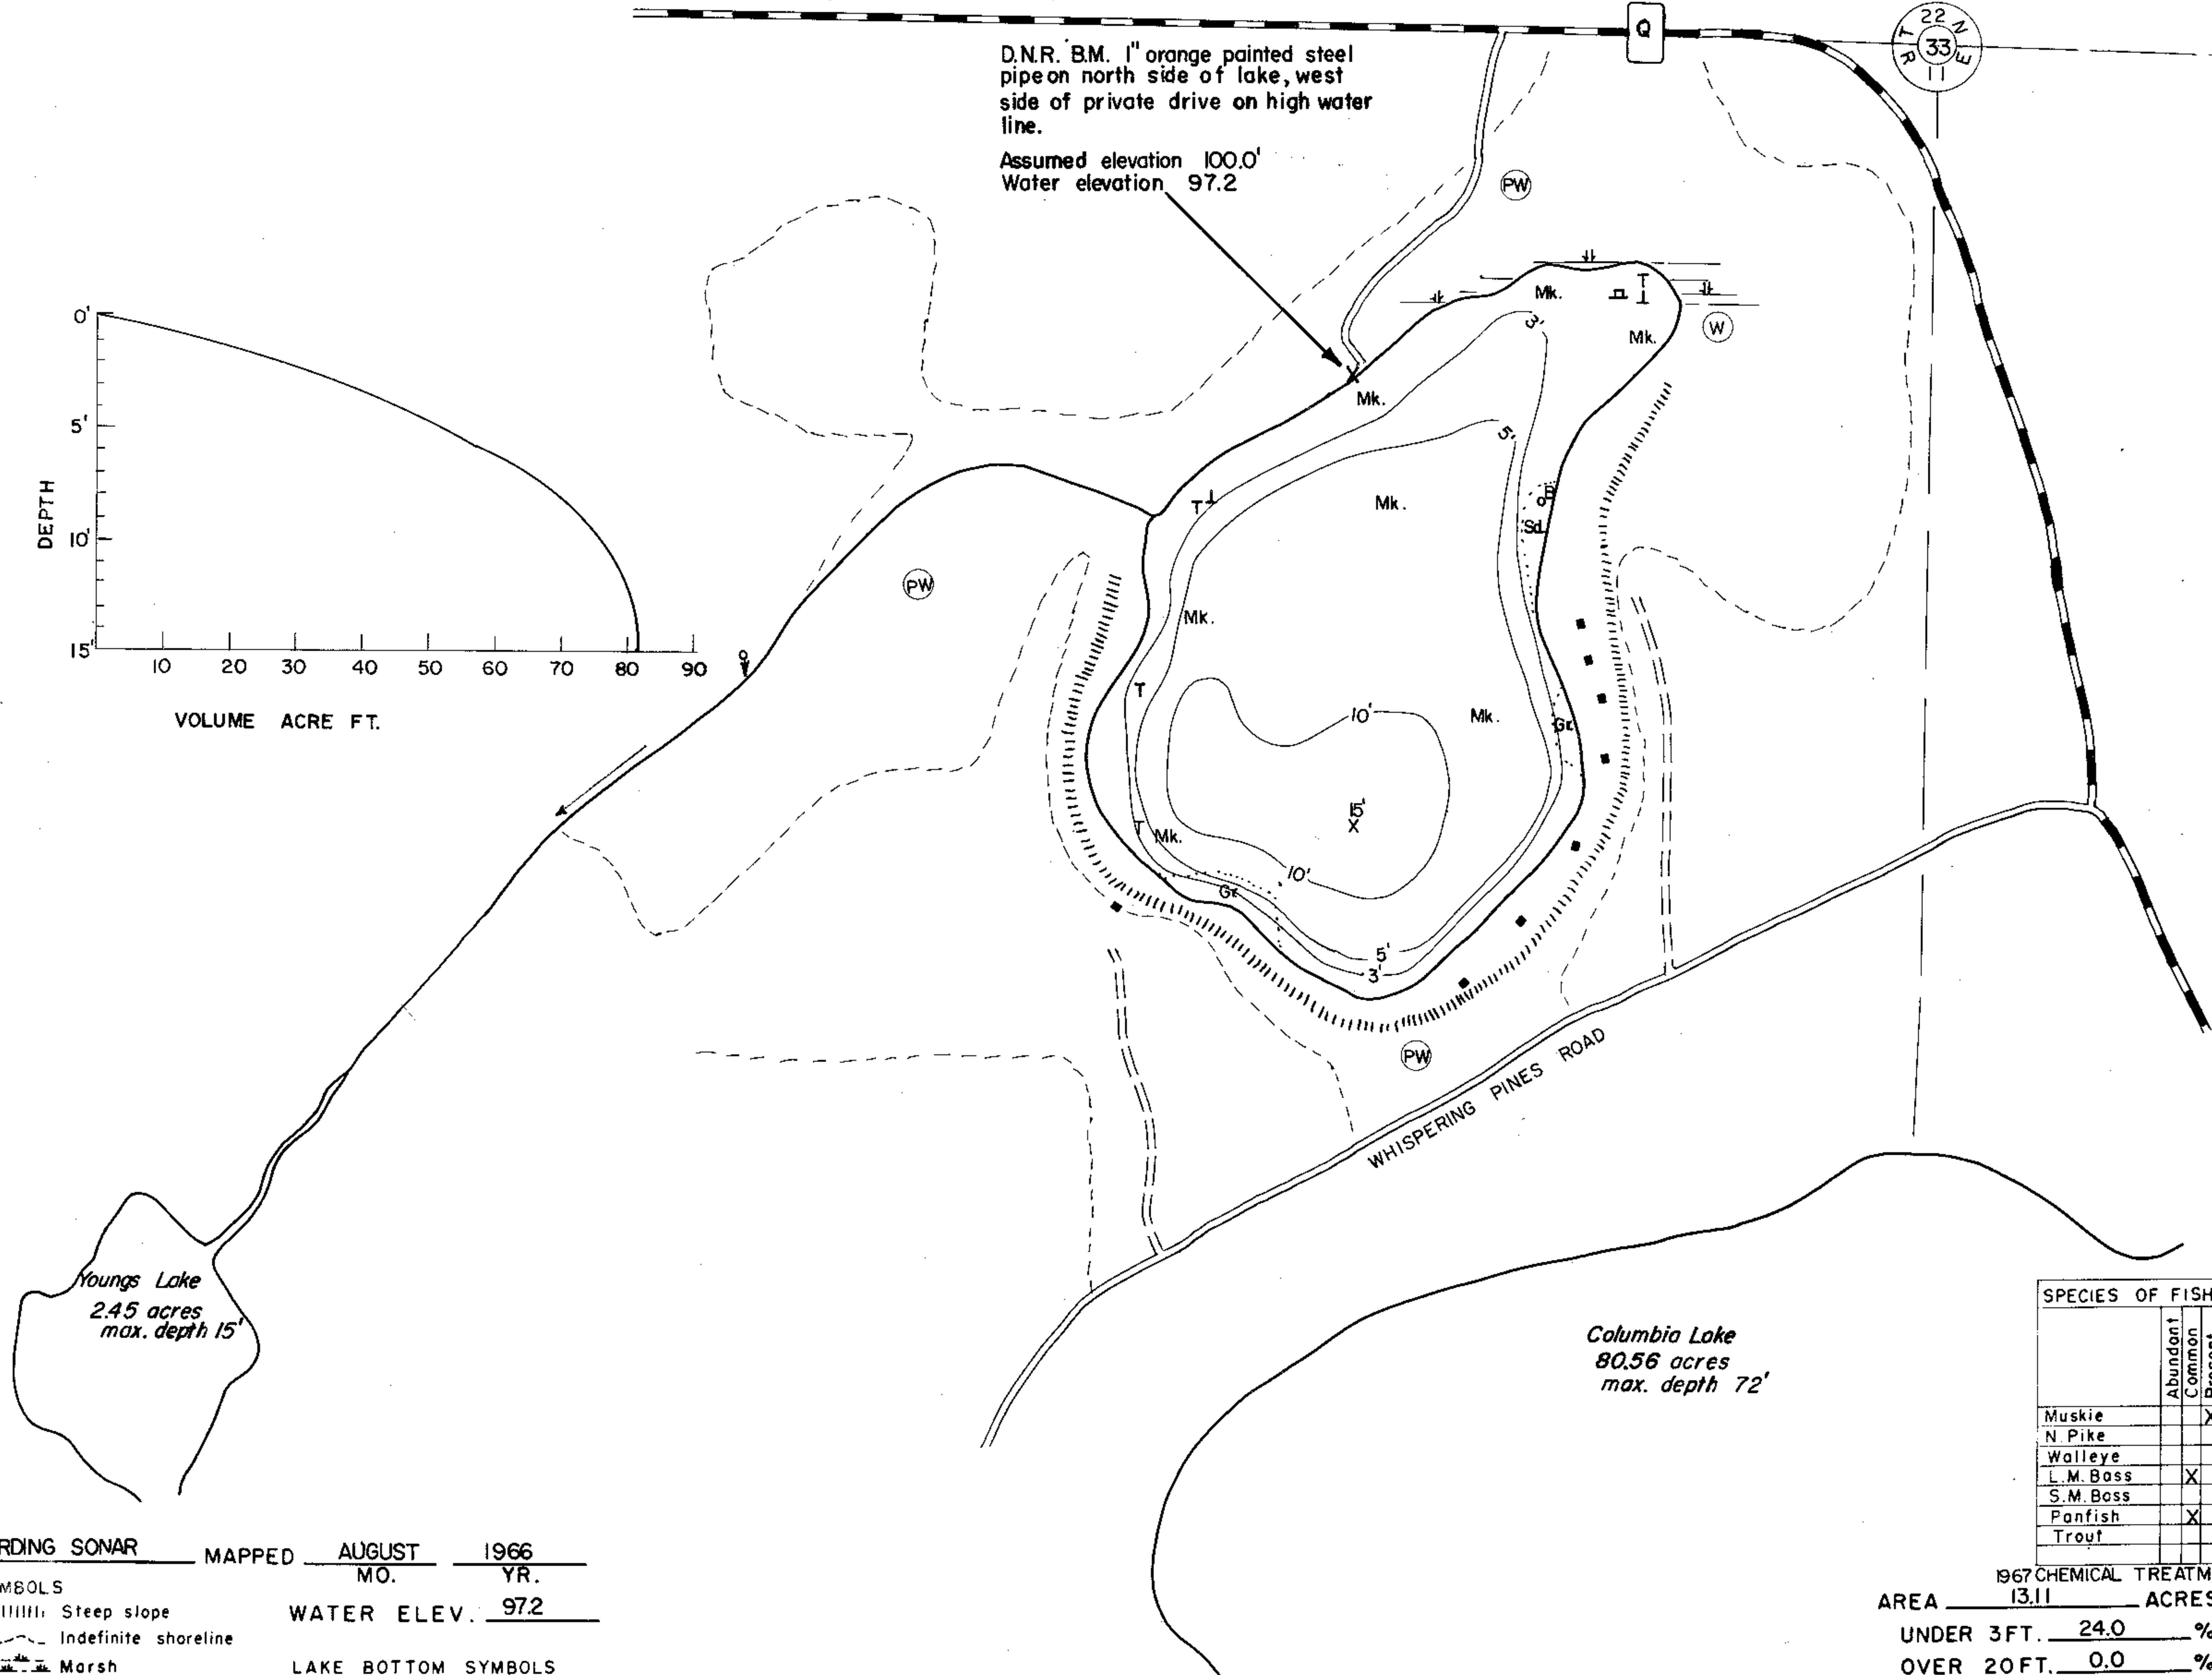 Q
22
T
R
33
N
E
11
D.N.R. B.M. 1" orange painted steel
pipe on north side of lake, west
side of private drive on high water
line.
Assumed elevation 100.0'
Water elevation 97.2
PW
Mk.
3'
Mk.
W
X
Mk.
0'
5'
10'
15'
DEPTH
10 20 30 40 50 60 70 80 90
VOLUME ACRE FT.
5'
B
Mk.
T
Sd.
PW
Mk.
T
10'
Mk.
Gr.
15'
X
T
Mk.
10'
Gr.
5'
3'
PW
WHISPERING PINES ROAD
Youngs Lake
2.45 acres
max. depth 15'
Columbia Lake
80.56 acres
max. depth 72'
SPECIES OF FISH
Abundant
Common
Present
Muskie X
N. Pike
Walleye
L.M. Bass X
S.M. Bass
Panfish X
Trout
1967 CHEMICAL TREATM
AREA 13.11 ACRES
UNDER 3 FT. 24.0 %
OVER 20 FT. 0.0 %
RDING SONAR MAPPED AUGUST 1966
MO. YR.
MBOLS
Steep slope
WATER ELEV. 97.2
Indefinite shoreline
Marsh
LAKE BOTTOM SYMBOLS